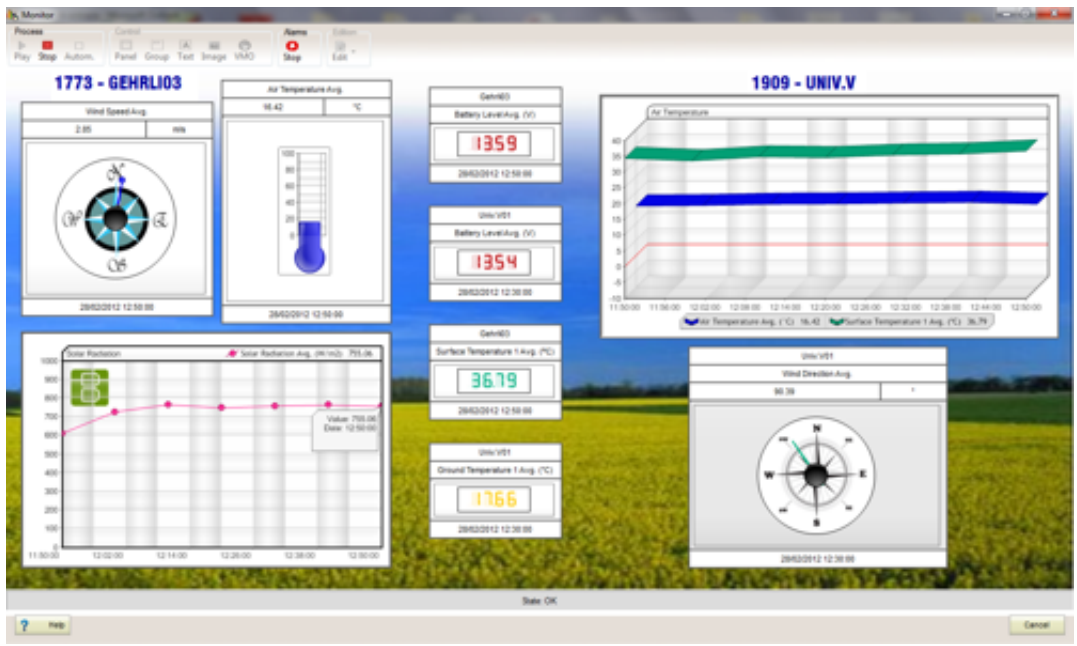 Monitor
Process Control Alarms Edition
Play Stop Autom. Panel Group Text Image VMO Stop Edit
1773 - GEHRLI03
Wind Speed Avg.
2.85 m/s
N
W E
S
28/02/2012 12:50:00
Air Temperature Avg.
16.42 °C
100
80
60
40
20
0
28/02/2012 12:50:00
Gehrli03
Battery Level Avg. (V)
13.59
28/02/2012 12:50:00
Univ.V01
Battery Level Avg. (V)
13.54
28/02/2012 12:30:00
Gehrli03
Surface Temperature 1 Avg. (°C)
36.79
28/02/2012 12:50:00
Univ.V01
Ground Temperature 1 Avg. (°C)
17.66
28/02/2012 12:30:00
1909 - UNIV.V
Air Temperature
40
35
30
25
20
15
10
5
0
-5
-10
11:50:00 11:56:00 12:02:00 12:08:00 12:14:00 12:20:00 12:26:00 12:32:00 12:38:00 12:44:00 12:50:00
Air Temperature Avg. (°C) 16.42 Surface Temperature 1 Avg. (°C) 36.79
Solar Radiation Solar Radiation Avg. (W/m2) 755.06
1000
900
800
700
600
500
400
300
200
100
0
Value: 755.06
Date: 12:50:00
11:50:00 12:02:00 12:14:00 12:26:00 12:38:00 12:50:00
Univ.V01
Wind Direction Avg.
90.39 °
N
W E
S
28/02/2012 12:30:00
State: OK
? Help Cancel